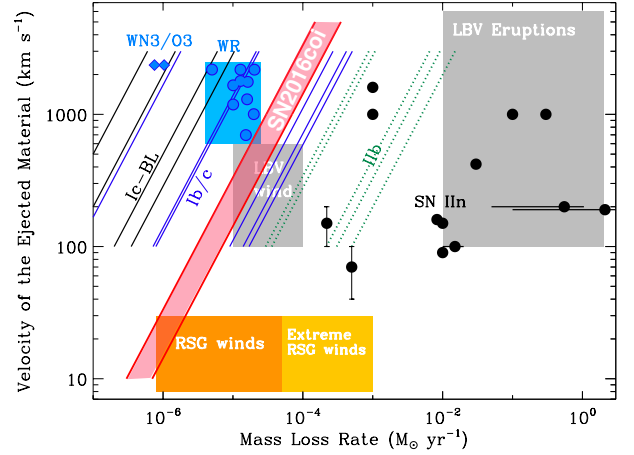 WN3/O3
WR
LBV Eruptions
SN2016coi
Ic-BL
Ib/c
LBV
wind
IIb
SN IIn
RSG winds
Extreme
RSG winds
1000
100
10
10⁻⁶
10⁻⁴
10⁻²
10⁰
Mass Loss Rate (M⊙ yr⁻¹)
Velocity of the Ejected Material (km s⁻¹)